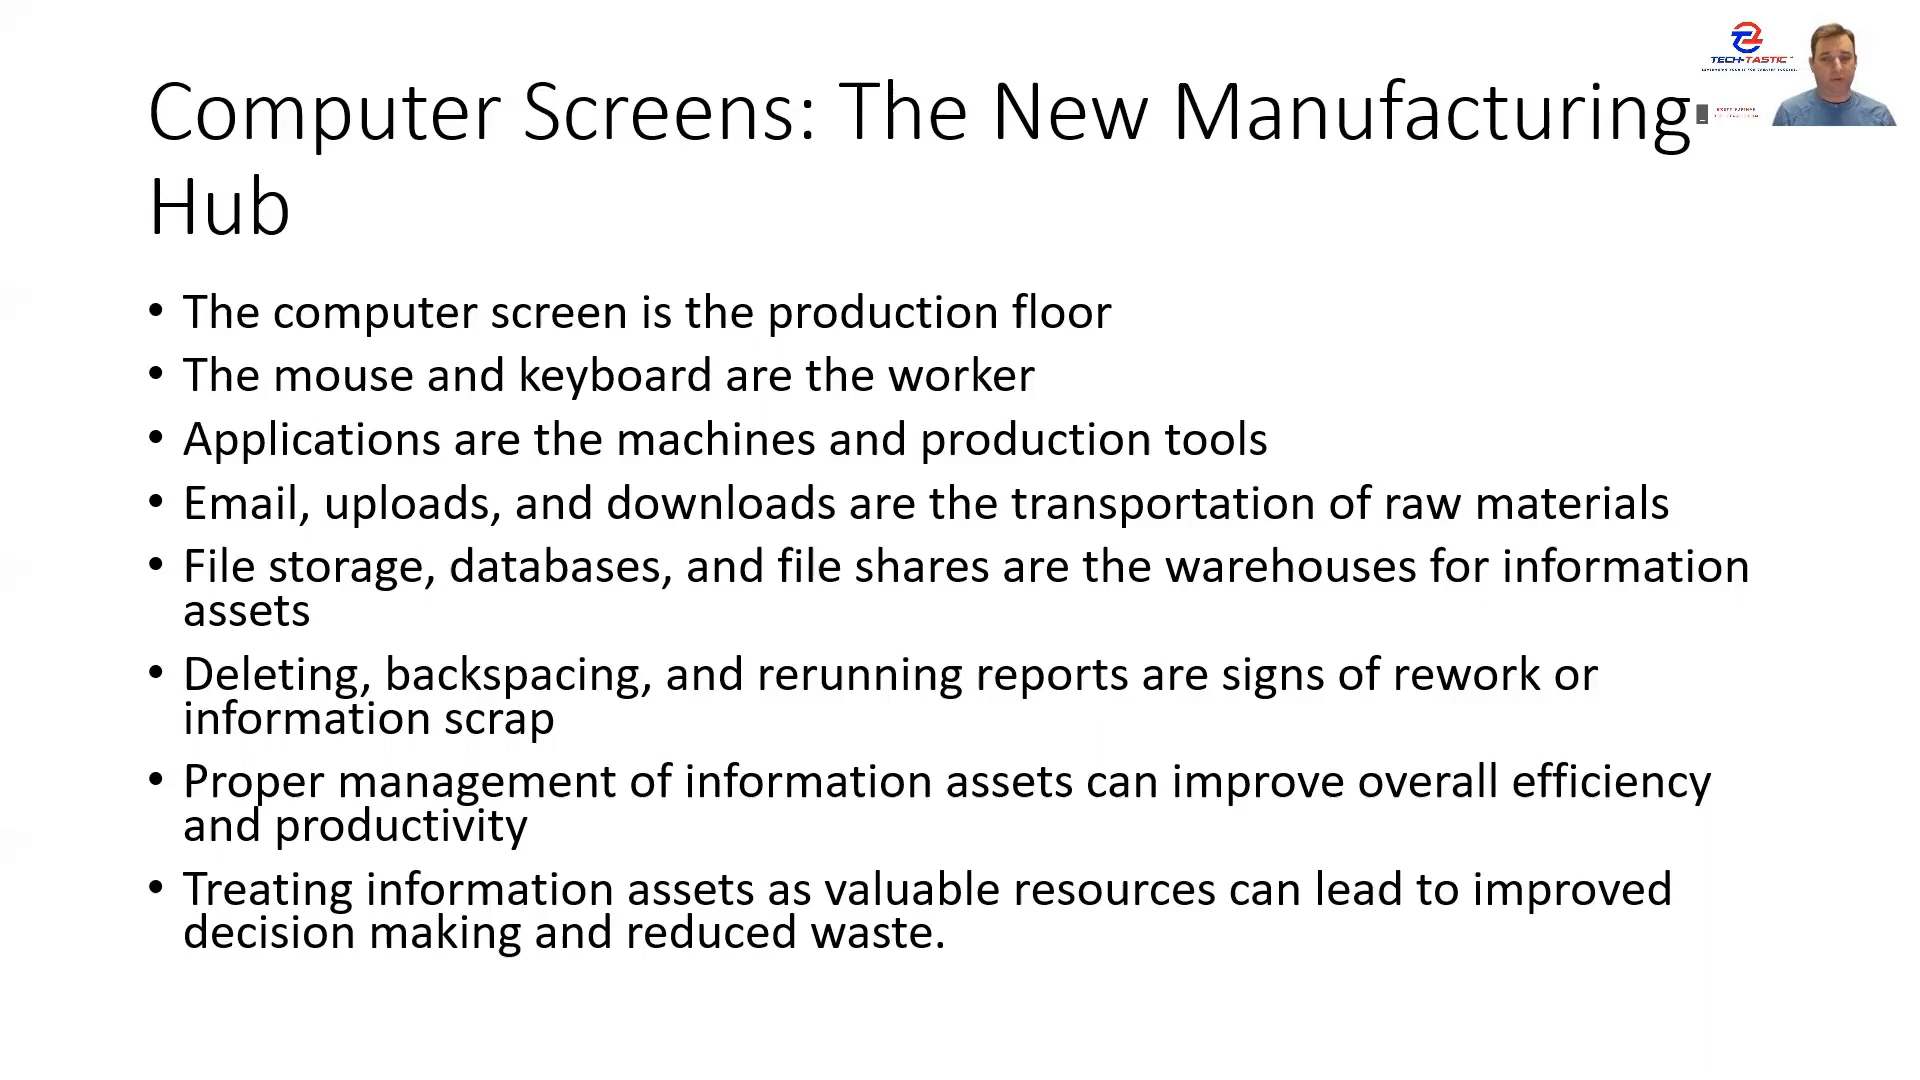 TECH-TASTIC
Computer Screens: The New Manufacturing
Hub
• The computer screen is the production floor
• The mouse and keyboard are the worker
• Applications are the machines and production tools
• Email, uploads, and downloads are the transportation of raw materials
• File storage, databases, and file shares are the warehouses for information
assets
• Deleting, backspacing, and rerunning reports are signs of rework or
information scrap
• Proper management of information assets can improve overall efficiency
and productivity
• Treating information assets as valuable resources can lead to improved
decision making and reduced waste.